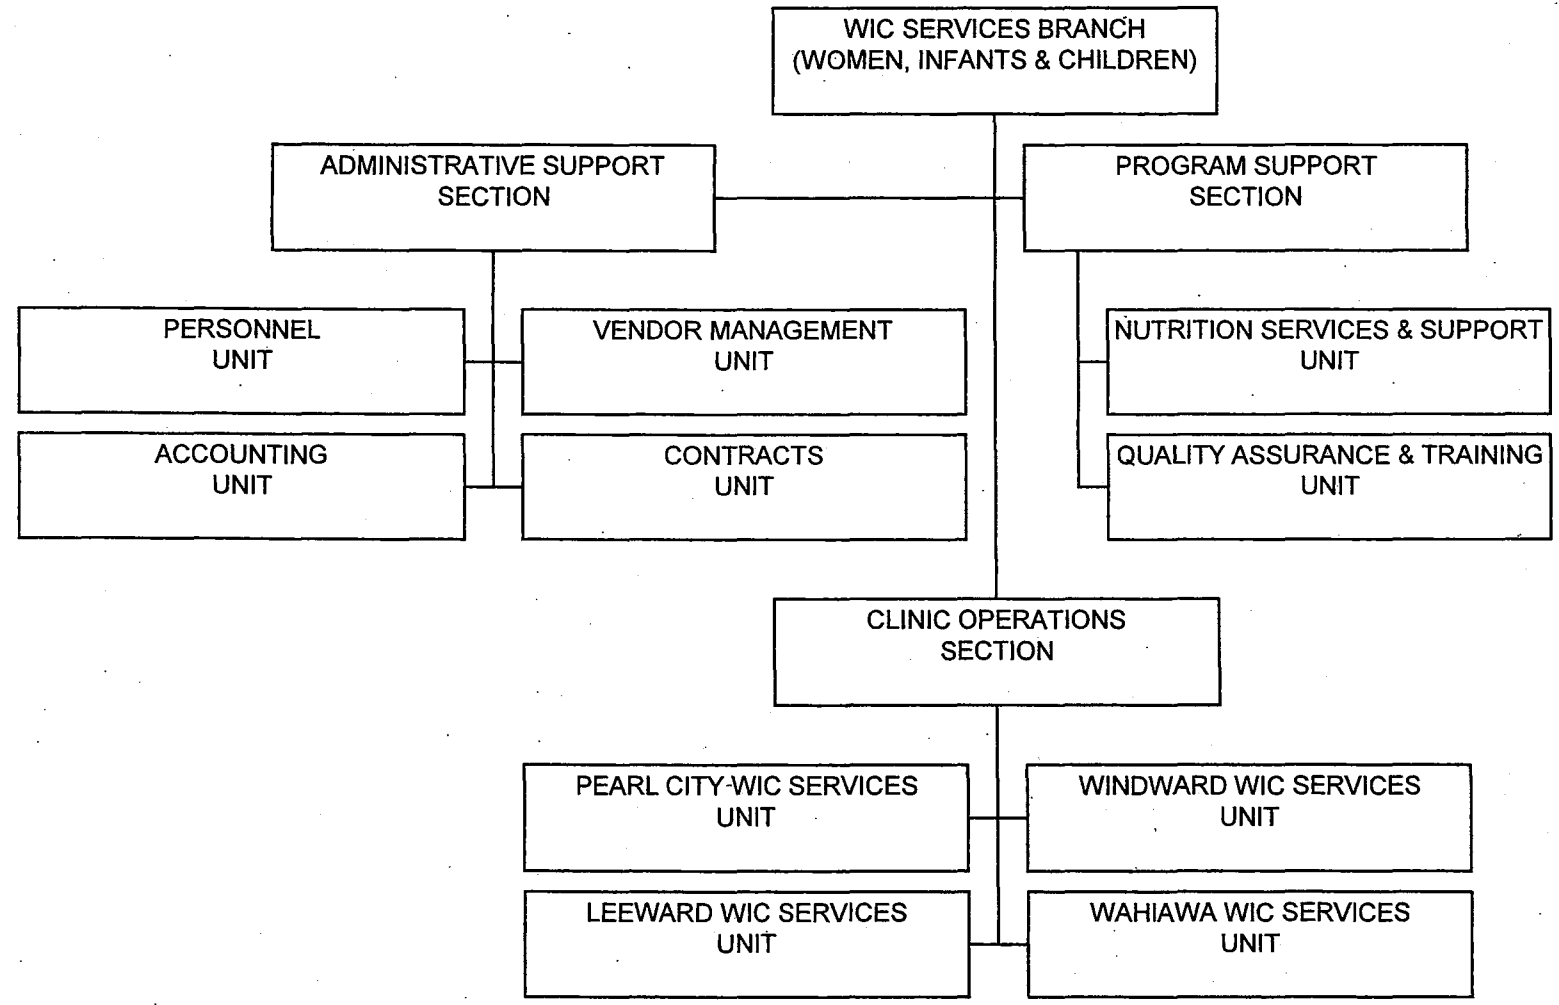 WIC SERVICES BRANCH
(WOMEN, INFANTS & CHILDREN)
ADMINISTRATIVE SUPPORT
SECTION
PROGRAM SUPPORT
SECTION
PERSONNEL
UNIT
VENDOR MANAGEMENT
UNIT
NUTRITION SERVICES & SUPPORT
UNIT
ACCOUNTING
UNIT
CONTRACTS
UNIT
QUALITY ASSURANCE & TRAINING
UNIT
CLINIC OPERATIONS
SECTION
PEARL CITY-WIC SERVICES
UNIT
WINDWARD WIC SERVICES
UNIT
LEEWARD WIC SERVICES
UNIT
WAHIAWA WIC SERVICES
UNIT